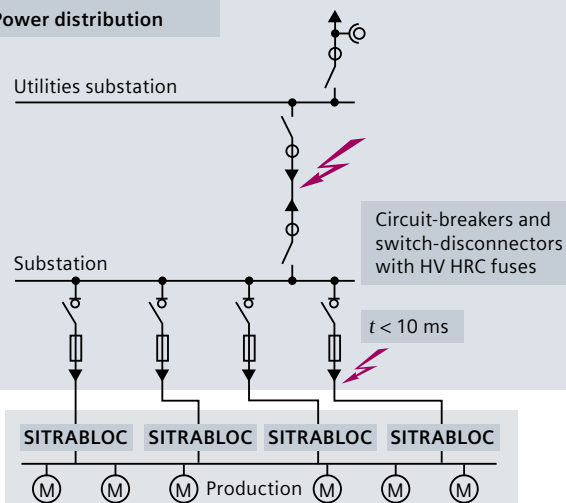 Power distribution
Utilities substation
Circuit-breakers and
switch-disconnectors
with HV HRC fuses
Substation
t < 10 ms
SITRABLOC SITRABLOC SITRABLOC SITRABLOC
M M M Production M M M